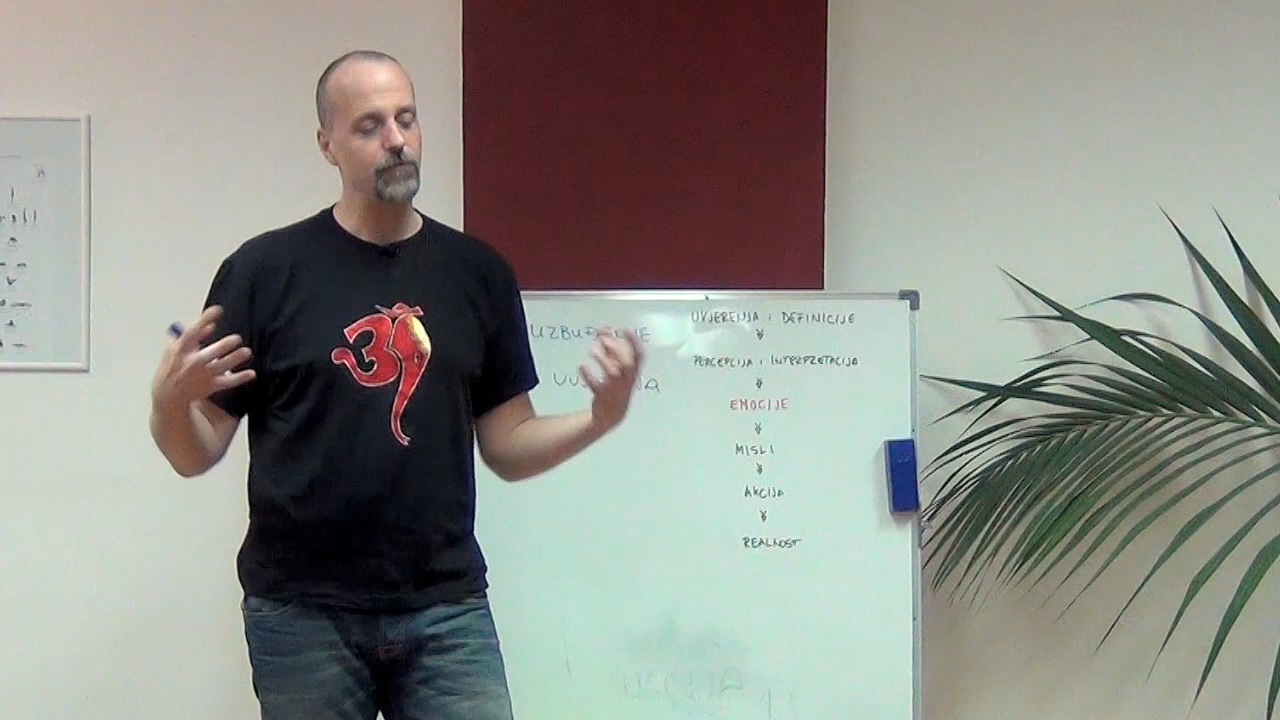 UVJERENJA I DEFINICIJE
PERCEPCIJA I INTERPRETACIJA
EMOCIJE
MISLI
AKCIJA
REALNOST